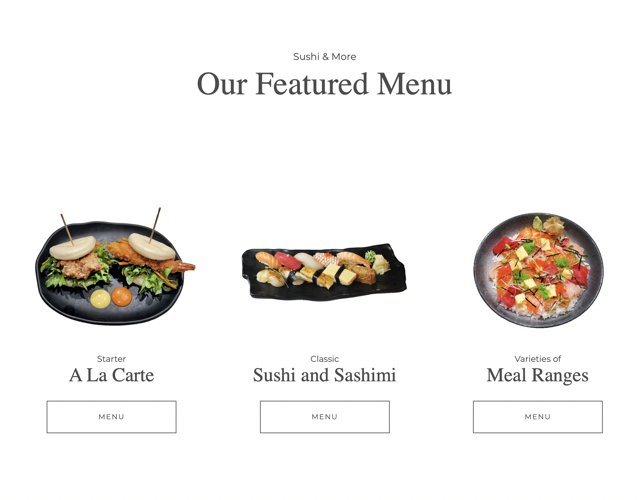 Sushi & More
Our Featured Menu
Starter
A La Carte
MENU
Classic
Sushi and Sashimi
MENU
Varieties of
Meal Ranges
MENU